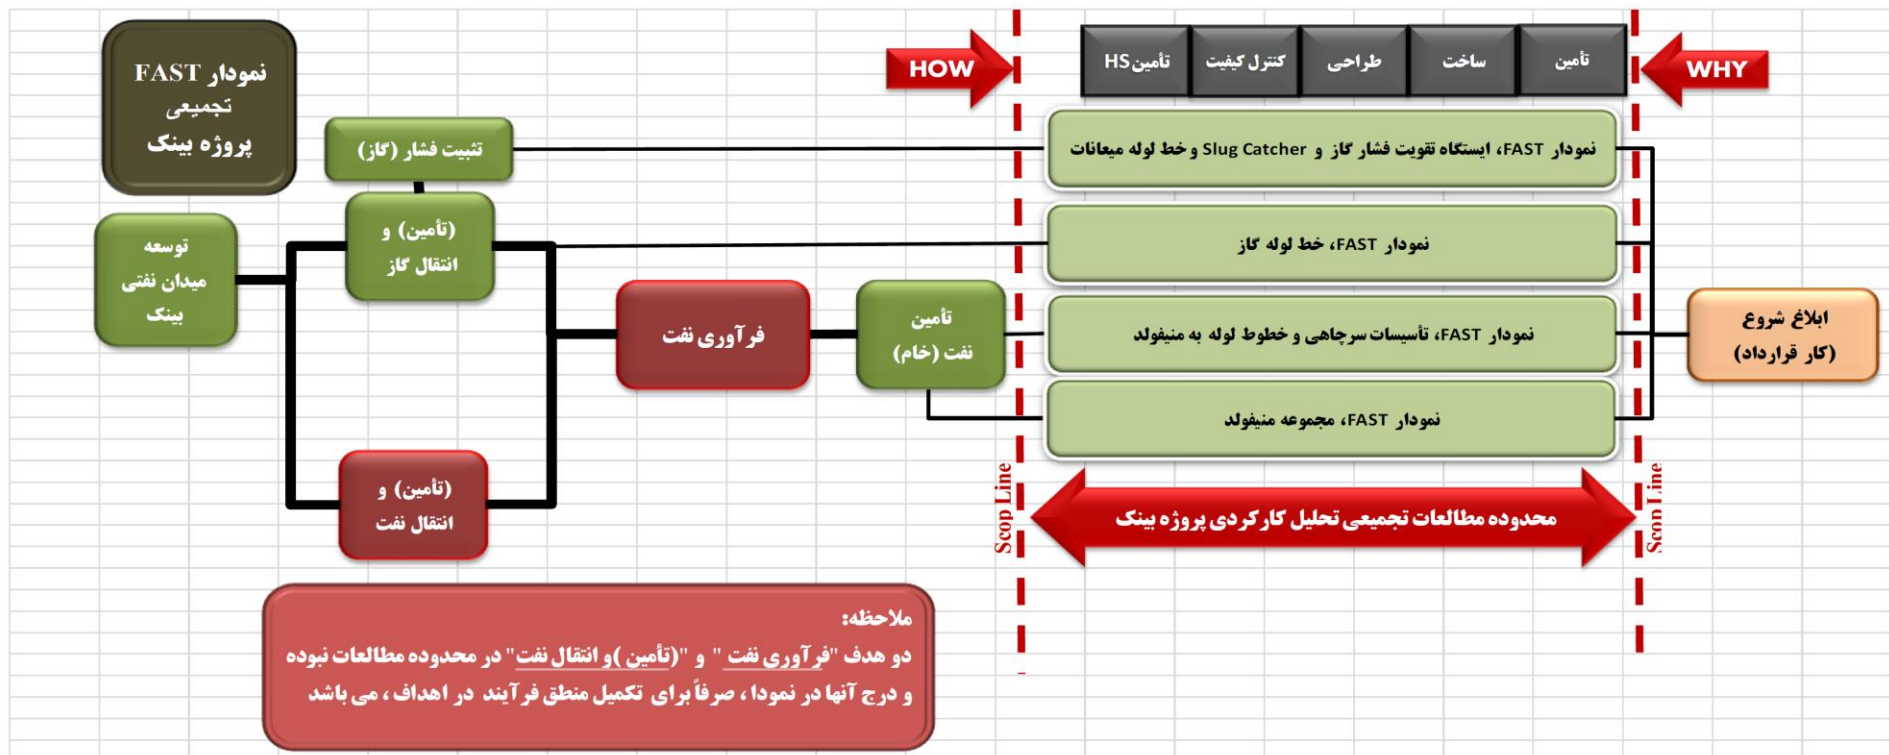 نمودار FAST
تجمیعی
پروژه بینک
HOW
تأمین HS
کنترل کیفیت
طراحی
ساخت
تأمین
WHY
تثبیت فشار (گاز)
نمودار FAST، ایستگاه تقویت فشار گاز و Slug Catcher و خط لوله میعانات
توسعه
میدان نفتی
بینک
(تأمین) و
انتقال گاز
نمودار FAST، خط لوله گاز
فرآوری نفت
تأمین
نفت (خام)
نمودار FAST، تأسیسات سرچاهی و خطوط لوله به منیفولد
ابلاغ شروع
(کار قرارداد)
نمودار FAST، مجموعه منیفولد
(تأمین) و
انتقال نفت
Scop Line
محدوده مطالعات تجمیعی تحلیل کارکردی پروژه بینک
Scop Line
ملاحظه:
دو هدف "فرآوری نفت " و "(تأمین )و انتقال نفت" در محدوده مطالعات نبوده
و درج آنها در نمودا ، صرفاً برای تکمیل منطق فرآیند در اهداف ، می باشد